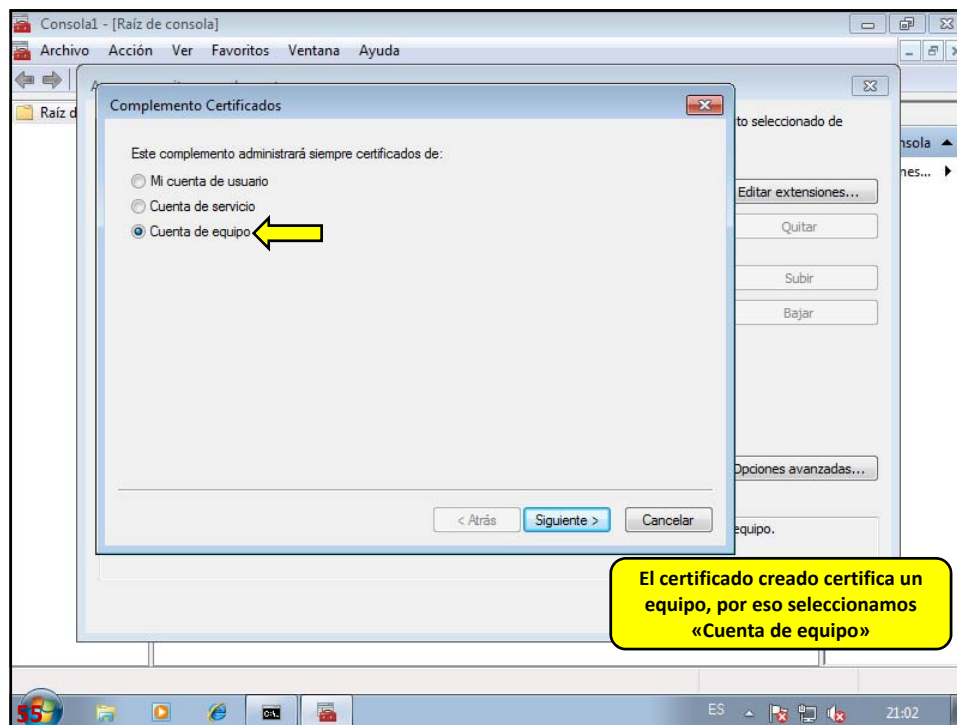 Consola1 - [Raíz de consola]
Archivo Acción Ver Favoritos Ventana Ayuda
Raíz d
Complemento Certificados
to seleccionado de
nsola
Este complemento administrará siempre certificados de:
nes...
Mi cuenta de usuario
Editar extensiones...
Cuenta de servicio
Cuenta de equipo
Quitar
Subir
Bajar
Opciones avanzadas...
< Atrás Siguiente > Cancelar
equipo.
El certificado creado certifica un
equipo, por eso seleccionamos
«Cuenta de equipo»
55
ES 21:02